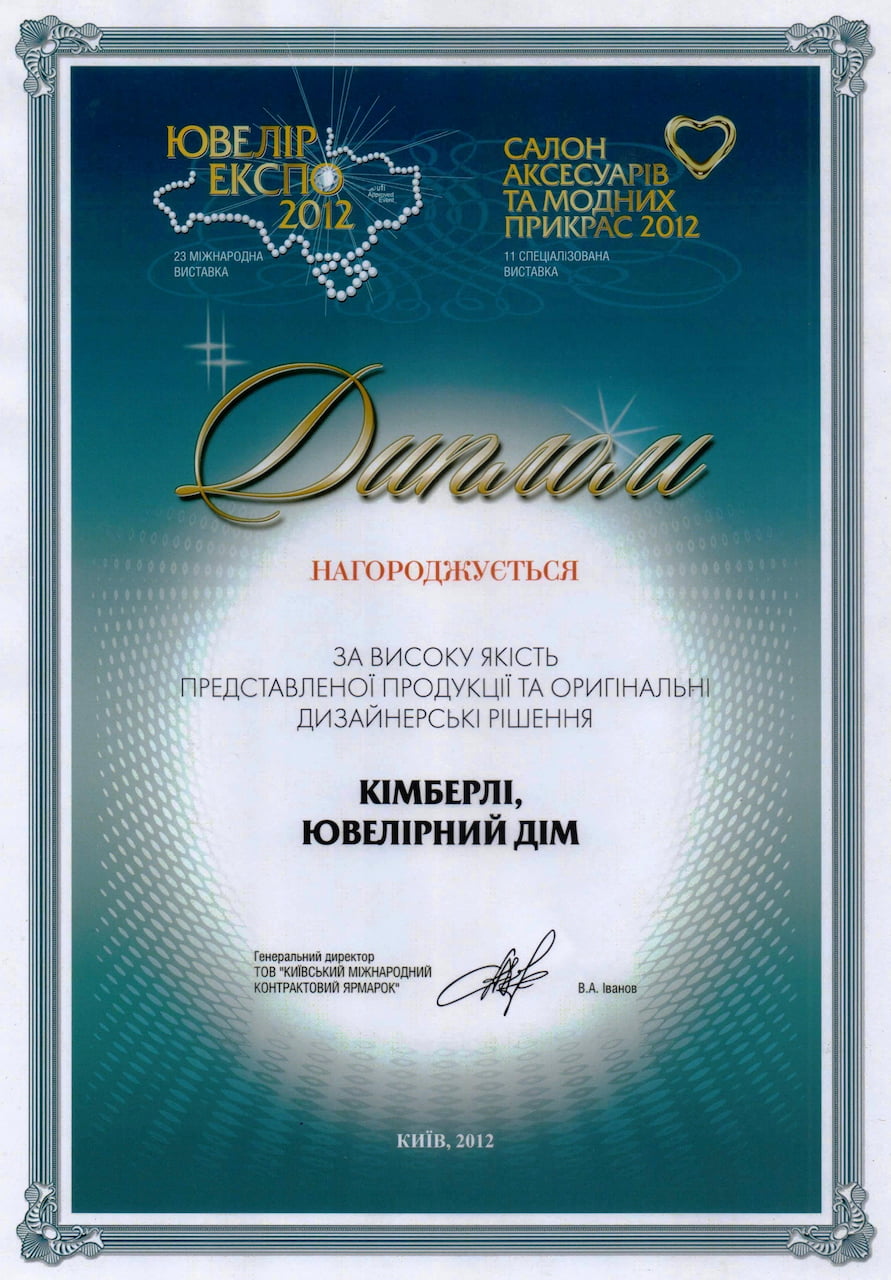 ЮВЕЛІР
ЕКСПО
2012
ufi
Approved
Event
23 МІЖНАРОДНА
ВИСТАВКА
САЛОН
АКСЕСУАРІВ
ТА МОДНИХ
ПРИКРАС 2012
11 СПЕЦІАЛІЗОВАНА
ВИСТАВКА
Диплом
НАГОРОДЖУЄТЬСЯ
ЗА ВИСОКУ ЯКІСТЬ
ПРЕДСТАВЛЕНОЇ ПРОДУКЦІЇ ТА ОРИГІНАЛЬНІ
ДИЗАЙНЕРСЬКІ РІШЕННЯ
КІМБЕРЛІ,
ЮВЕЛІРНИЙ ДІМ
Генеральний директор
ТОВ "КИЇВСЬКИЙ МІЖНАРОДНИЙ
КОНТРАКТОВИЙ ЯРМАРОК"
В.А. Іванов
КИЇВ, 2012